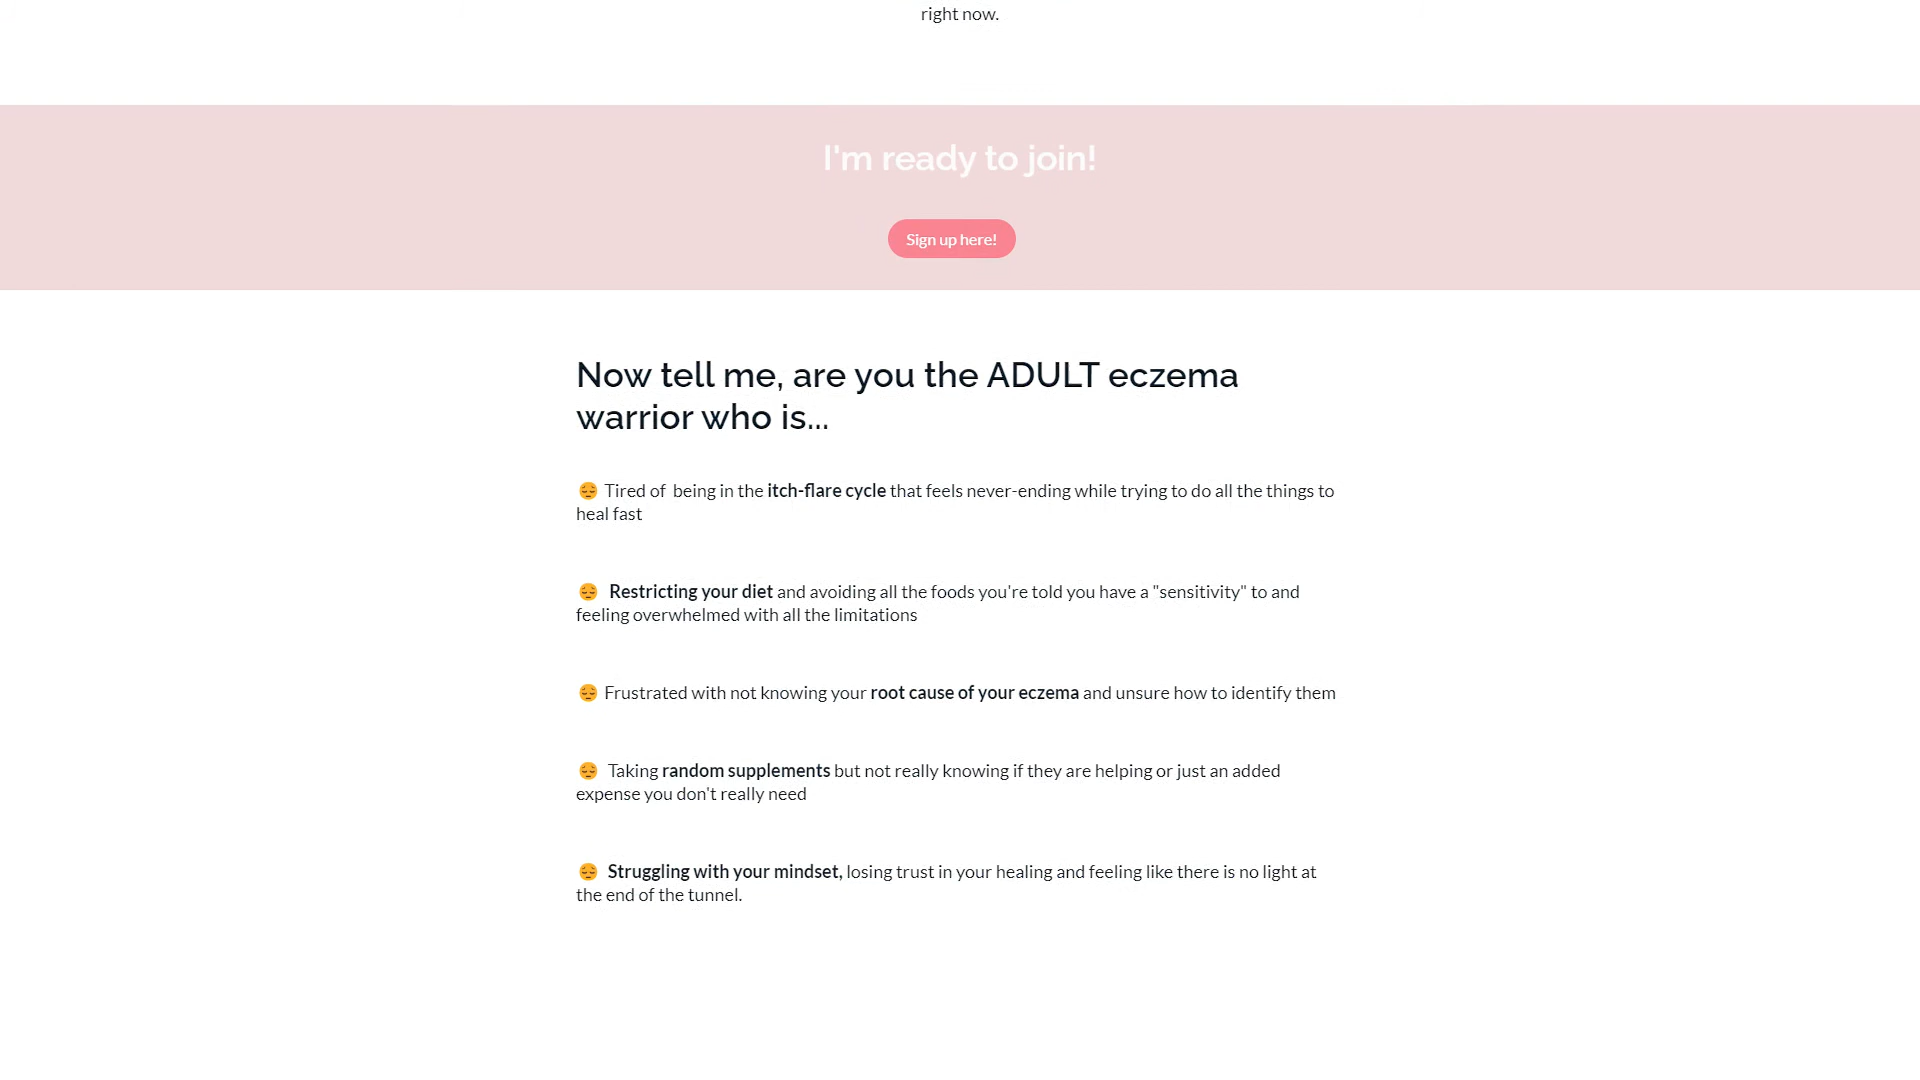 right now.
I'm ready to join!
Sign up here!
Now tell me, are you the ADULT eczema
warrior who is...
😔 Tired of being in the itch-flare cycle that feels never-ending while trying to do all the things to
heal fast
😔 Restricting your diet and avoiding all the foods you're told you have a "sensitivity" to and
feeling overwhelmed with all the limitations
😔 Frustrated with not knowing your root cause of your eczema and unsure how to identify them
😔 Taking random supplements but not really knowing if they are helping or just an added
expense you don't really need
😔 Struggling with your mindset, losing trust in your healing and feeling like there is no light at
the end of the tunnel.